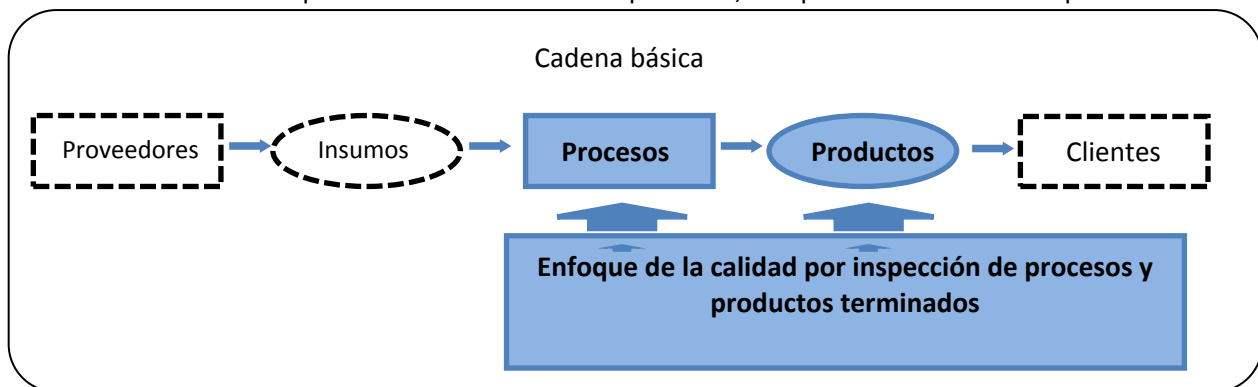 Cadena básica
Proveedores
Insumos
Procesos
Productos
Clientes
Enfoque de la calidad por inspección de procesos y
productos terminados